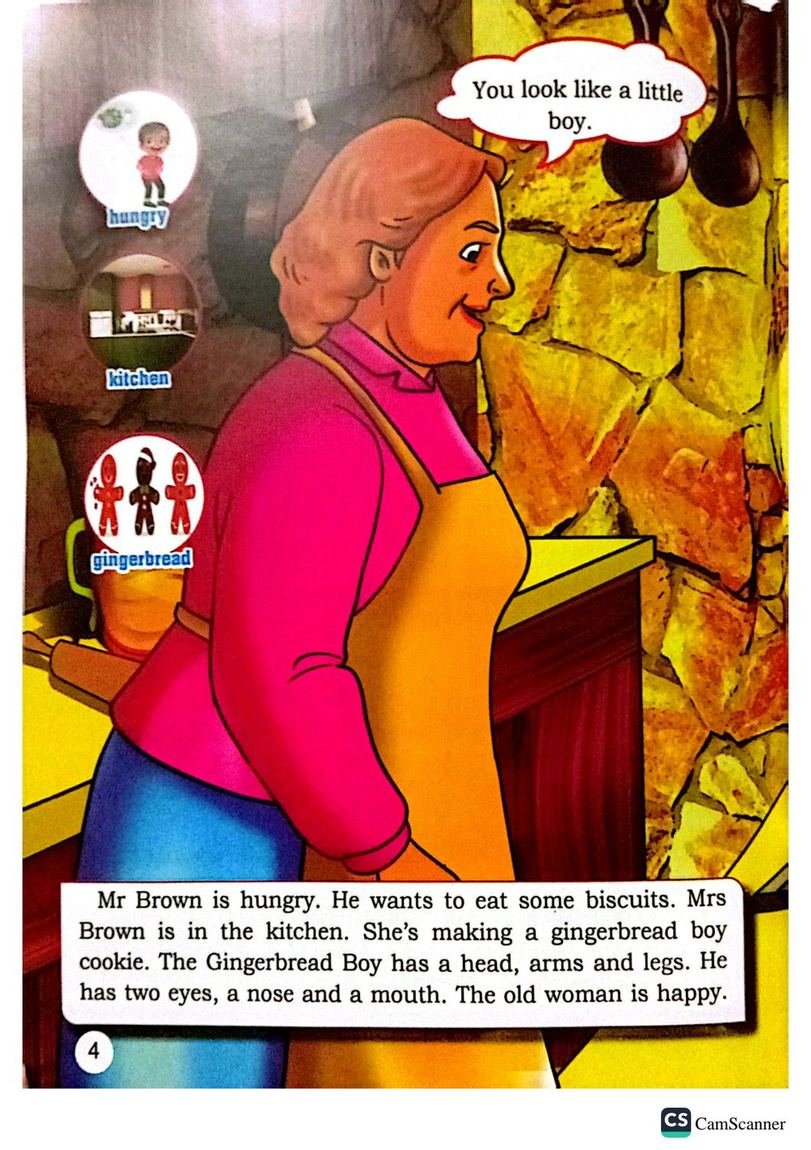 You look like a little
boy.
hungry
kitchen
gingerbread
Mr Brown is hungry. He wants to eat some biscuits. Mrs
Brown is in the kitchen. She's making a gingerbread boy
cookie. The Gingerbread Boy has a head, arms and legs. He
has two eyes, a nose and a mouth. The old woman is happy.
4
CS CamScanner